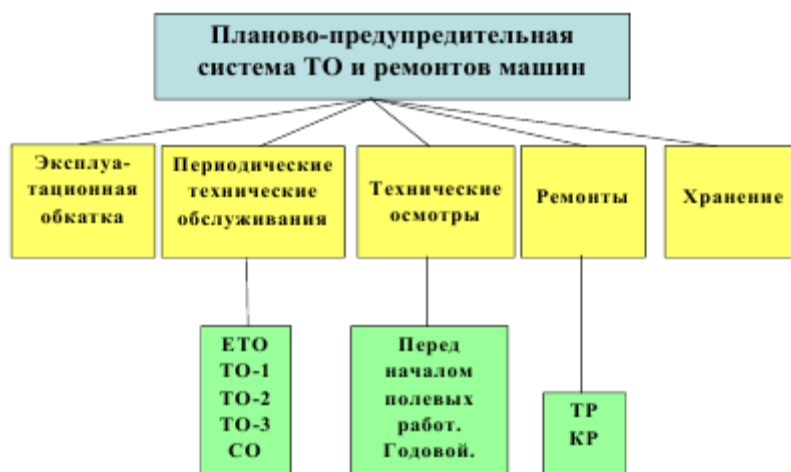 Планово-предупредительная
система ТО и ремонтов машин
Эксплуа-
тационная
обкатка
Периодические
технические
обслуживания
Технические
осмотры
Ремонты
Хранение
ЕТО
ТО-1
ТО-2
ТО-3
СО
Перед
началом
полевых
работ.
Годовой.
ТР
КР